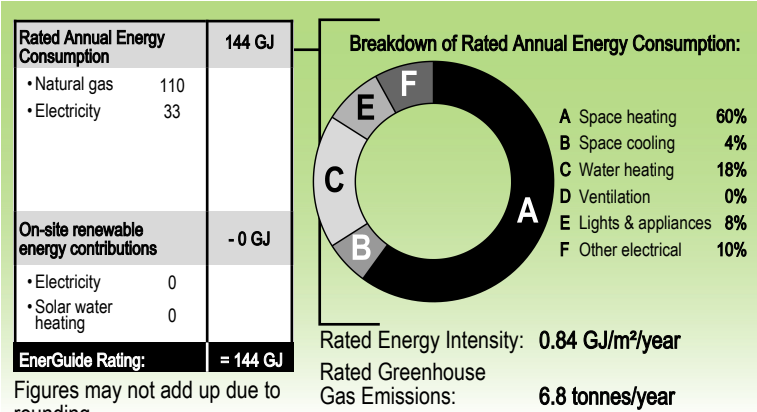 Rated Annual Energy
Consumption
144 GJ
• Natural gas 110
• Electricity 33
On-site renewable
energy contributions
- 0 GJ
• Electricity 0
• Solar water
heating 0
EnerGuide Rating: = 144 GJ
Figures may not add up due to
rounding
Breakdown of Rated Annual Energy Consumption:
F
E
C
B
A
A Space heating 60%
B Space cooling 4%
C Water heating 18%
D Ventilation 0%
E Lights & appliances 8%
F Other electrical 10%
Rated Energy Intensity: 0.84 GJ/m²/year
Rated Greenhouse
Gas Emissions: 6.8 tonnes/year